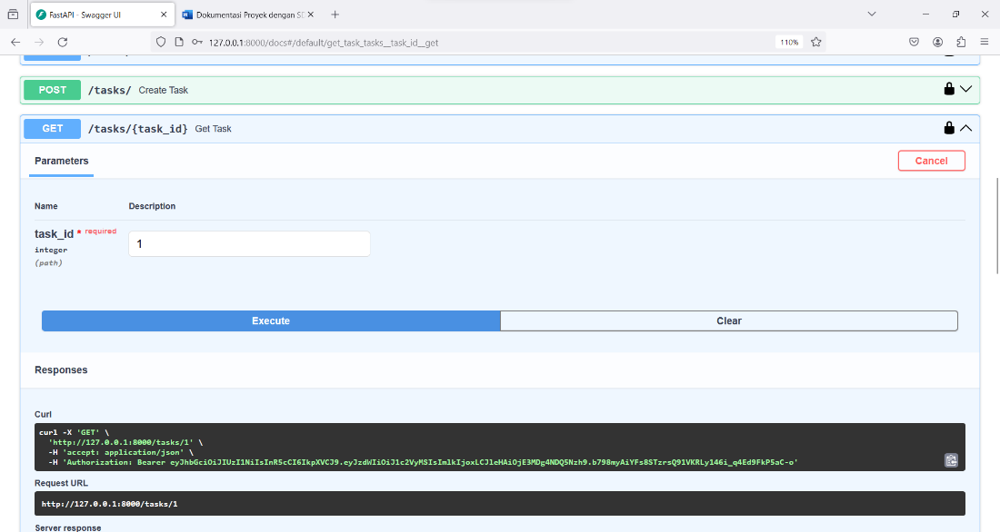 FastAPI - Swagger UI
Dokumentasi Proyek dengan SD
127.0.0.1:8000/docs#/default/get_task_tasks__task_id__get
110%
POST /tasks/ Create Task
GET /tasks/{task_id} Get Task
Parameters
Cancel
Name Description
task_id * required
1
integer
(path)
Execute
Clear
Responses
Curl
curl -X 'GET' \
'http://127.0.0.1:8000/tasks/1' \
-H 'accept: application/json' \
-H 'Authorization: Bearer eyJhbGciOiJIUzI1NiIsInR5cCI6IkpXVCJ9.eyJzdWIiOiJ1c2VyMSIsImlkIjoxLCJleHAiOjE3MDg4NDQ5Nzh9.b798myAiYFs8STzrsQ91VKRLy146i_q4Ed9FkP5aC-o'
Request URL
http://127.0.0.1:8000/tasks/1
Server response